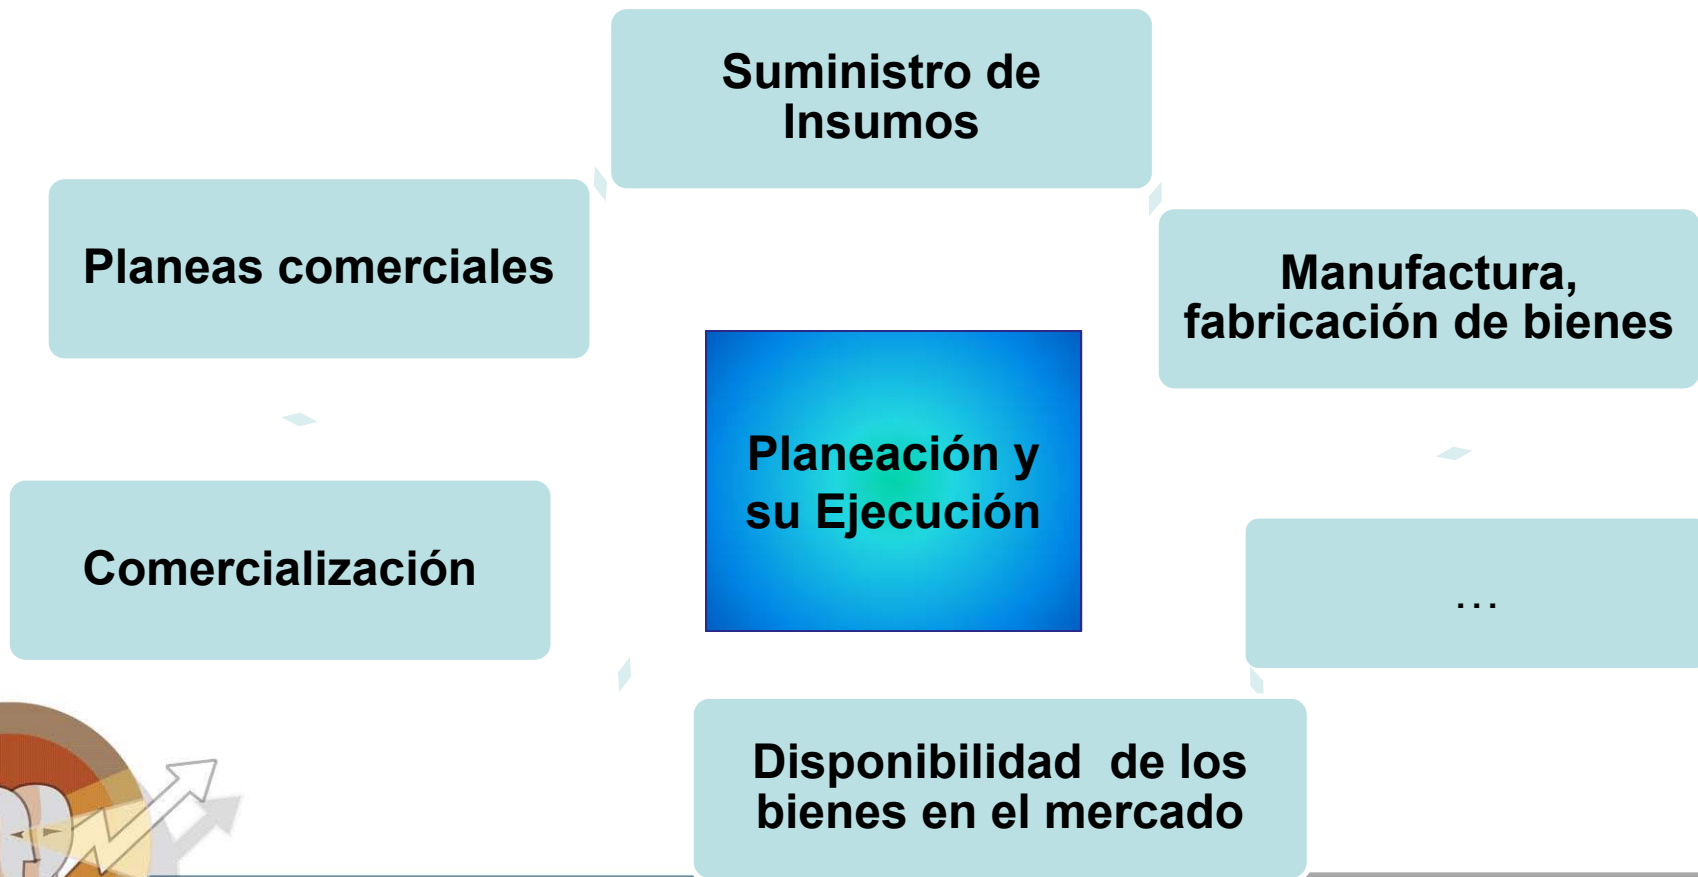 Suministro de
Insumos
Planeas comerciales
Manufactura,
fabricación de bienes
Planeación y
su Ejecución
Comercialización
…
Disponibilidad  de los
bienes en el mercado